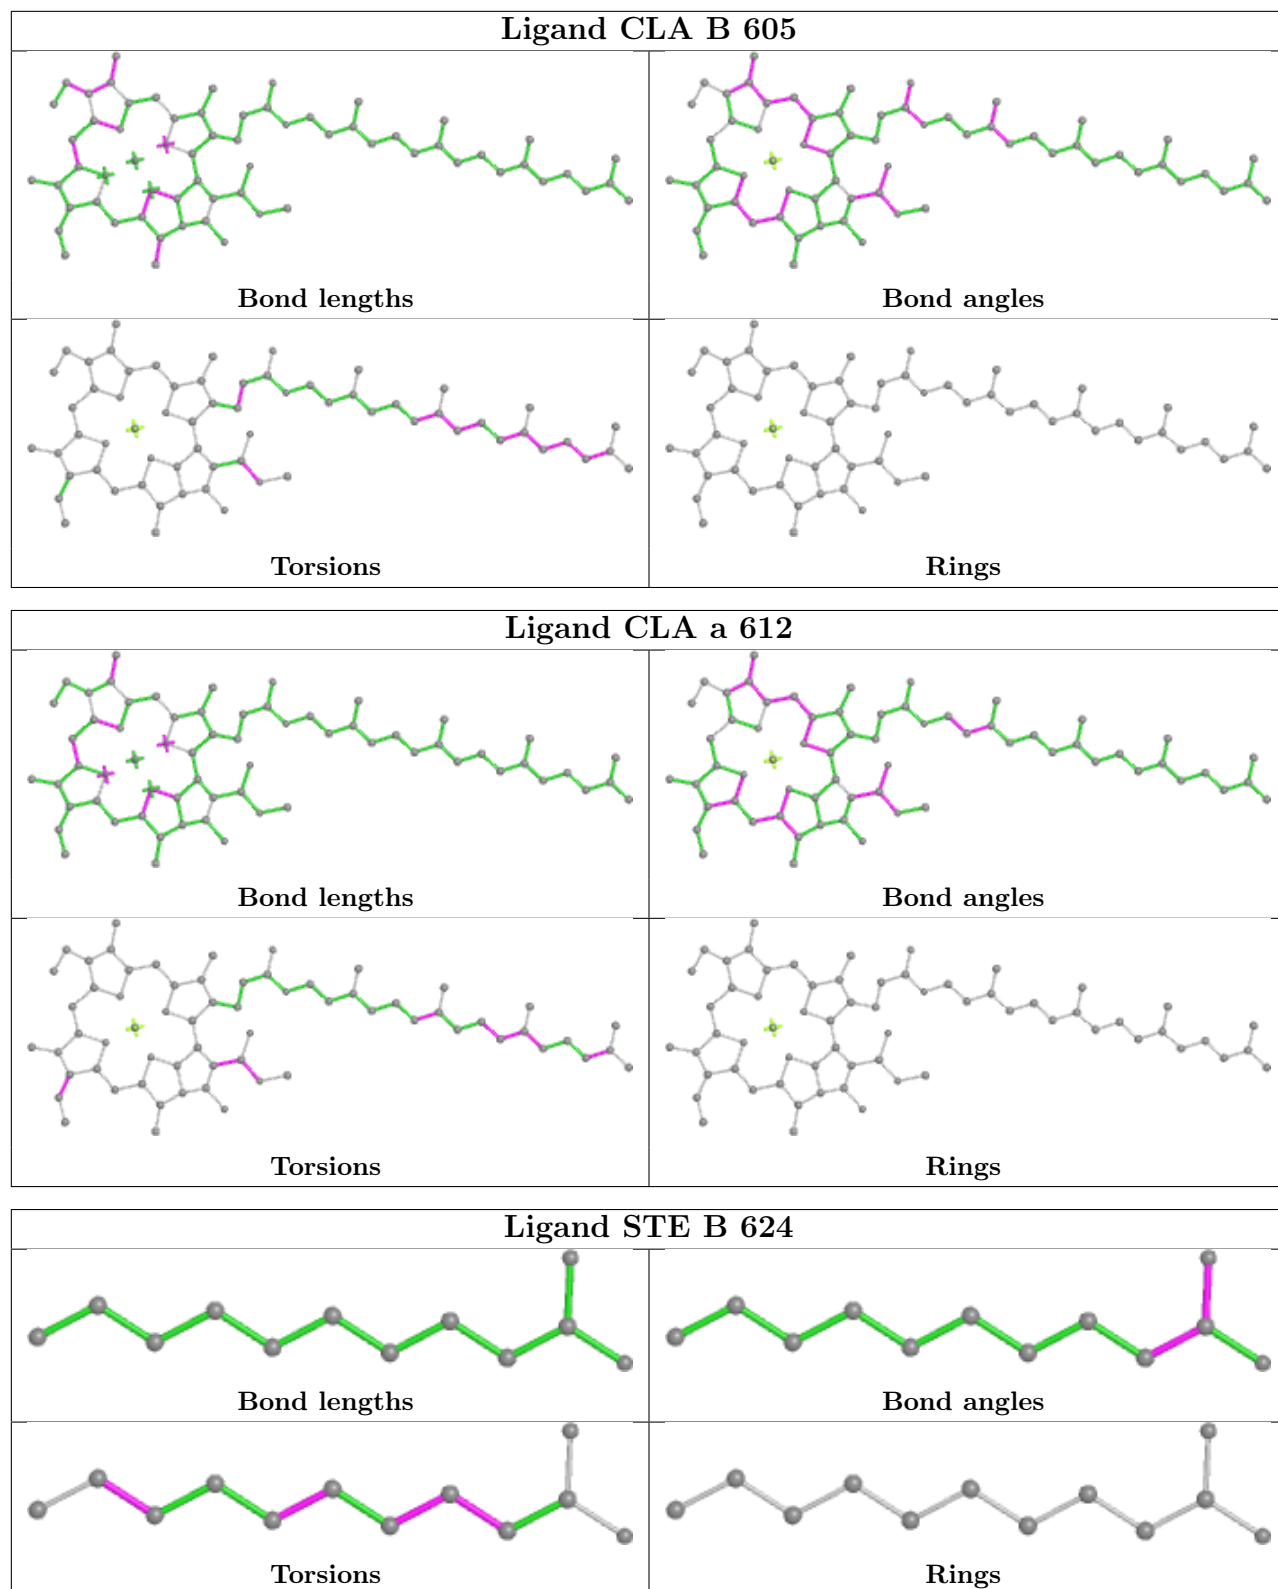 Ligand CLA B 605
Bond lengths
Bond angles
Torsions
Rings
Ligand CLA a 612
Bond lengths
Bond angles
Torsions
Rings
Ligand STE B 624
Bond lengths
Bond angles
Torsions
Rings